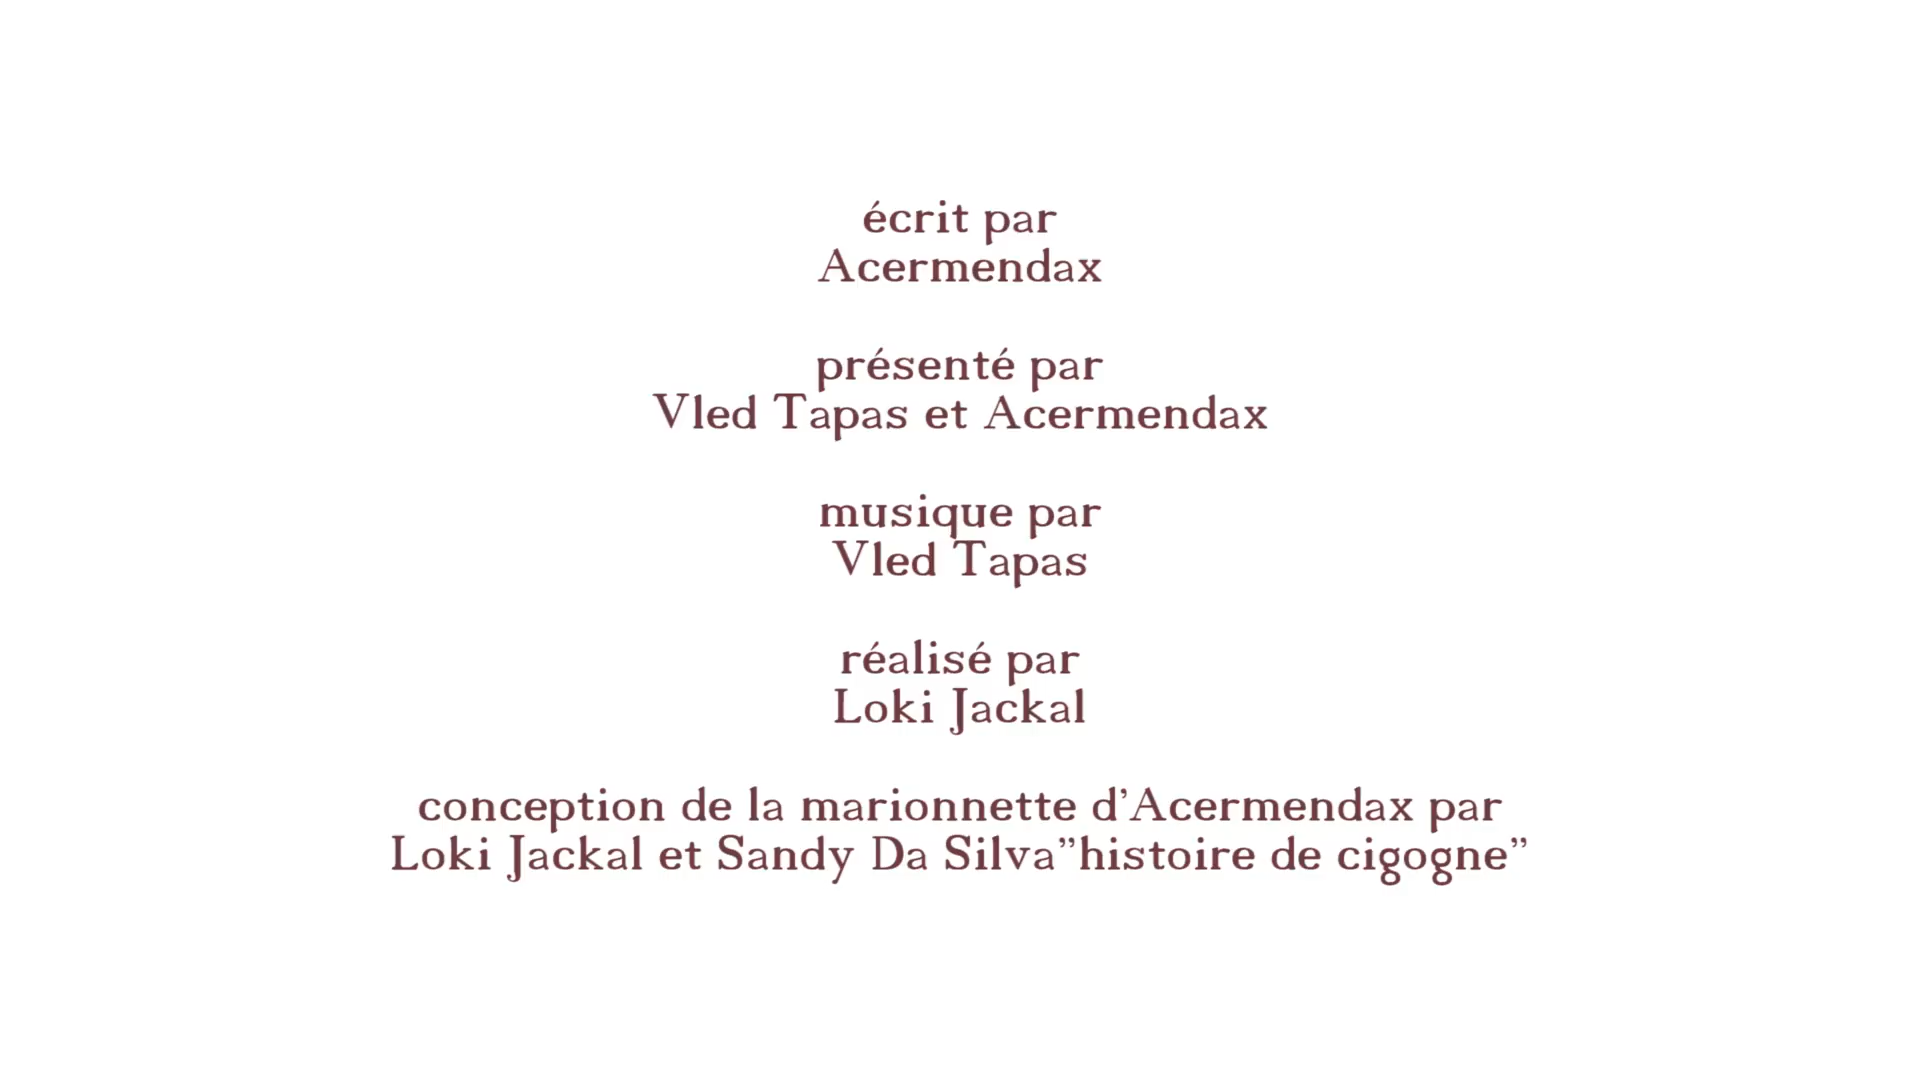 écrit par
Acermendax
présenté par
Vled Tapas et Acermendax
musique par
Vled Tapas
réalisé par
Loki Jackal
conception de la marionnette d’Acermendax par
Loki Jackal et Sandy Da Silva”histoire de cigogne”